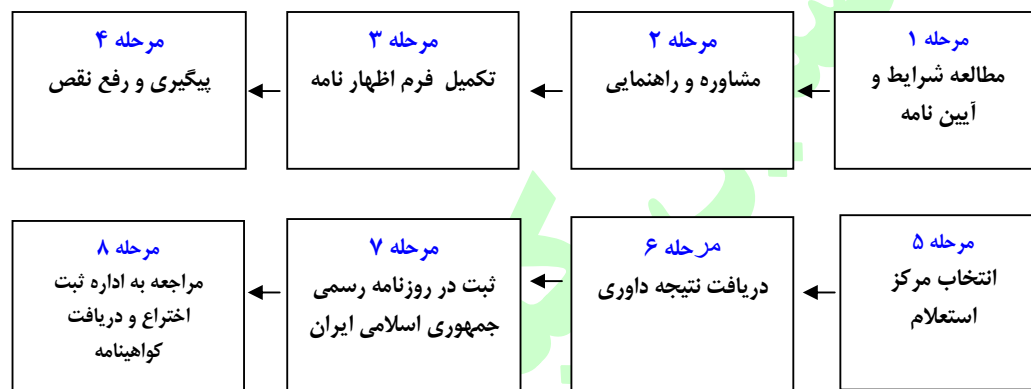 مرحله ۱
مطالعه شرایط و
آیین نامه
مرحله ۲
مشاوره و راهنمایی
مرحله ۳
تکمیل فرم اظهار نامه
مرحله ۴
پیگیری و رفع نقص
مرحله ۵
انتخاب مرکز
استعلام
مرحله ۶
دریافت نتیجه داوری
مرحله ۷
ثبت در روزنامه رسمی
جمهوری اسلامی ایران
مرحله ۸
مراجعه به اداره ثبت
اختراع و دریافت
کواهینامه